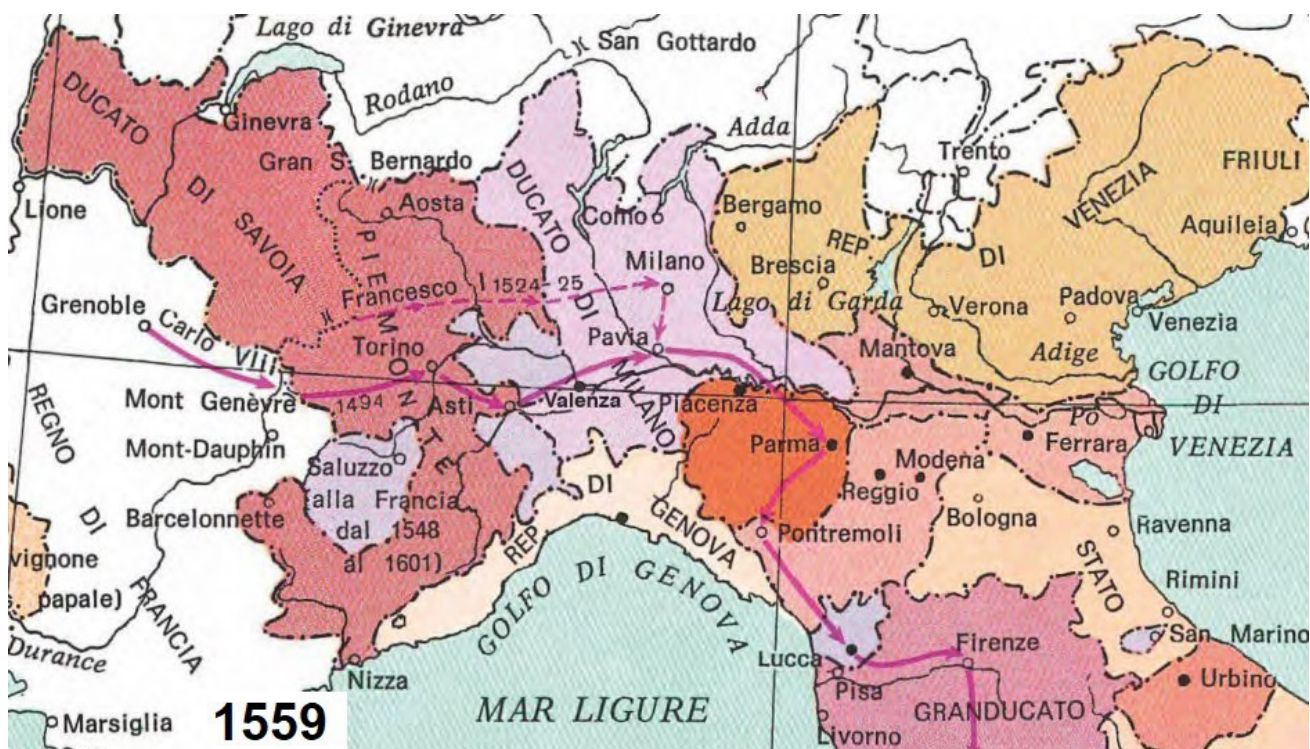 Lago di Ginevra
San Gottardo
DUCATO DI SAVOIA
Rodano
Ginevra
Gran S. Bernardo
Adda
Trento
VENEZIA
FRIULI
Lione
Aosta
DUCATO DI MILANO
Como
Bergamo
REP.
DI
Aquileia
PIEMONTE
Milano
Brescia
Francesco I 1524-25
Lago di Garda
Verona
Padova
Venezia
Grenoble
Carlo VIII
Torino
Pavia
Mantova
Adige
GOLFO
DI
VENEZIA
Mont Genèvre
1494
Asti
Valenza
Piacenza
Po
REGNO DI FRANCIA
Mont-Dauphin
Saluzzo
alla Francia
dal 1548
al 1601)
Parma
Modena
Ferrara
Reggio
Barcelonnette
REP. DI GENOVA
Pontremoli
Bologna
Ravenna
vignone
papale)
GOLFO DI GENOVA
STATO
Rimini
Durance
Lucca
Firenze
San Marino
Nizza
Pisa
Urbino
Marsiglia
1559
MAR LIGURE
GRANDUCATO
Livorno